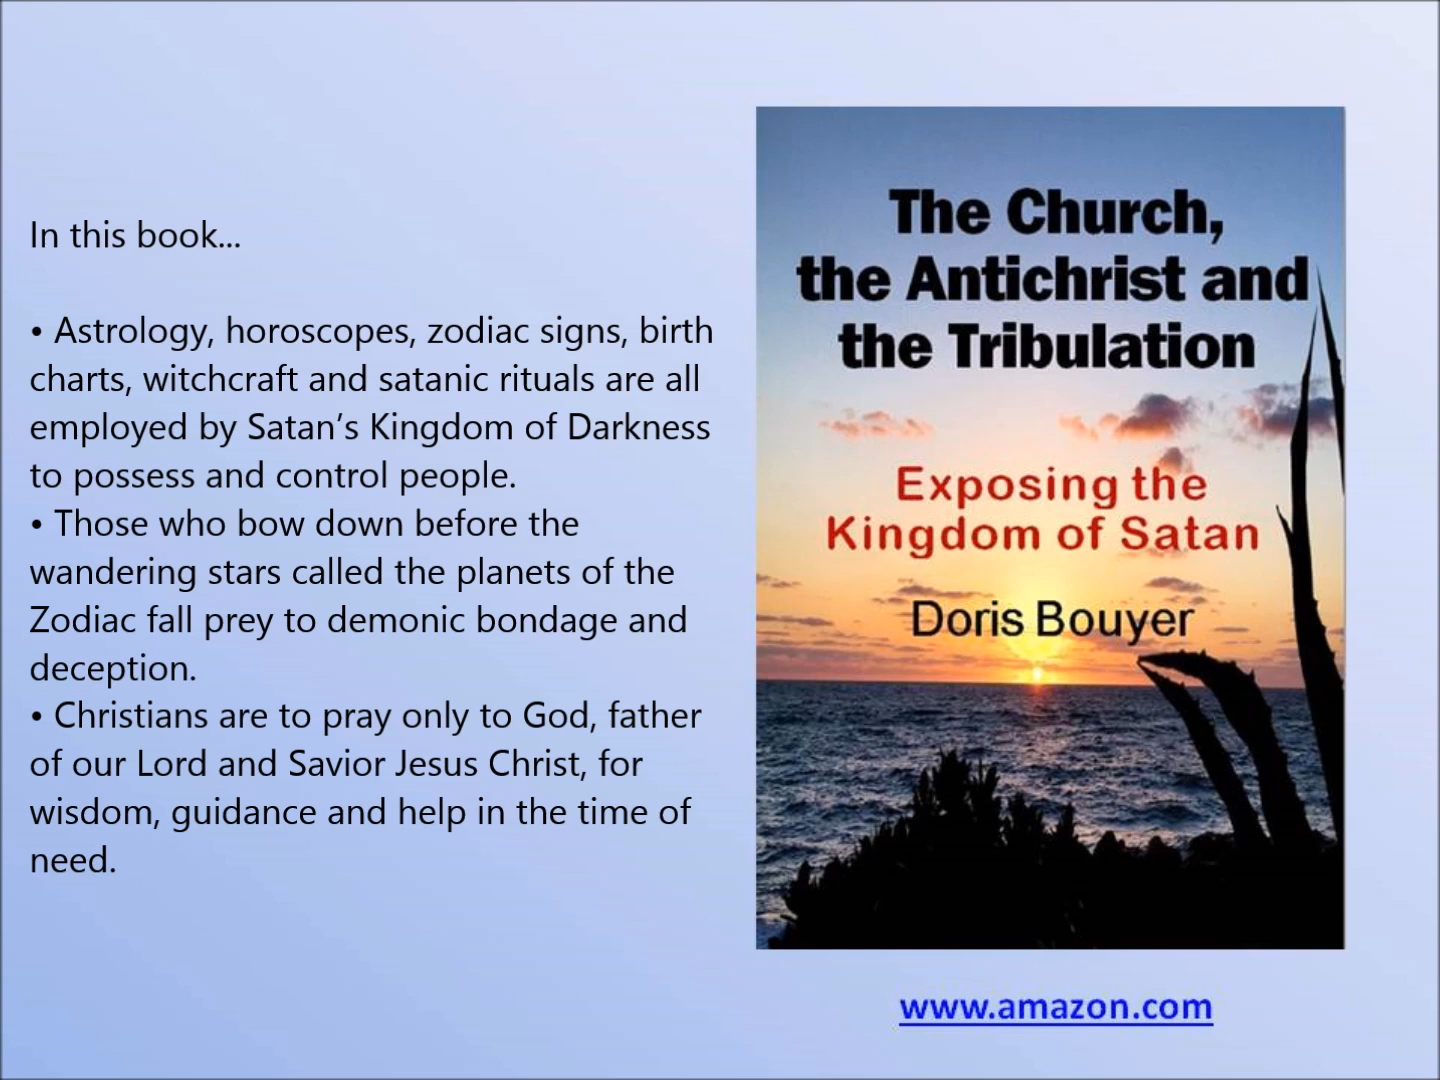 In this book...
• Astrology, horoscopes, zodiac signs, birth
charts, witchcraft and satanic rituals are all
employed by Satan’s Kingdom of Darkness
to possess and control people.
• Those who bow down before the
wandering stars called the planets of the
Zodiac fall prey to demonic bondage and
deception.
• Christians are to pray only to God, father
of our Lord and Savior Jesus Christ, for
wisdom, guidance and help in the time of
need.
The Church,
the Antichrist and
the Tribulation
Exposing the
Kingdom of Satan
Doris Bouyer
www.amazon.com